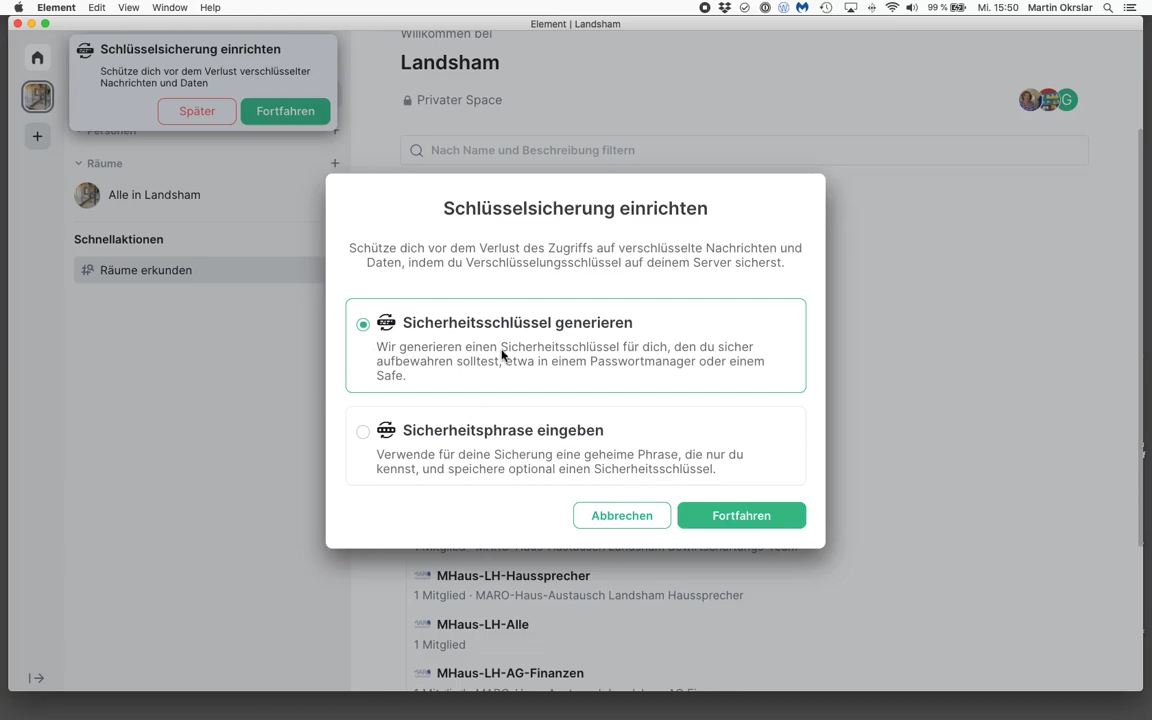 Element Edit View Window Help 99 % Mi. 15:50 Martin Okrslar
Element | Landsham
Schlüsselsicherung einrichten
Schütze dich vor dem Verlust verschlüsselter
Nachrichten und Daten
Später Fortfahren
Personen
Räume
Alle in Landsham
Schnellaktionen
Räume erkunden
Willkommen bei
Landsham
Privater Space
G
Nach Name und Beschreibung filtern
Schlüsselsicherung einrichten
Schütze dich vor dem Verlust des Zugriffs auf verschlüsselte Nachrichten und
Daten, indem du Verschlüsselungsschlüssel auf deinem Server sicherst.
Sicherheitsschlüssel generieren
Wir generieren einen Sicherheitsschlüssel für dich, den du sicher
aufbewahren solltest, etwa in einem Passwortmanager oder einem
Safe.
Sicherheitsphrase eingeben
Verwende für deine Sicherung eine geheime Phrase, die nur du
kennst, und speichere optional einen Sicherheitsschlüssel.
Abbrechen Fortfahren
MHaus-LH-Haussprecher
1 Mitglied · MARO-Haus-Austausch Landsham Haussprecher
MHaus-LH-Alle
1 Mitglied
MHaus-LH-AG-Finanzen